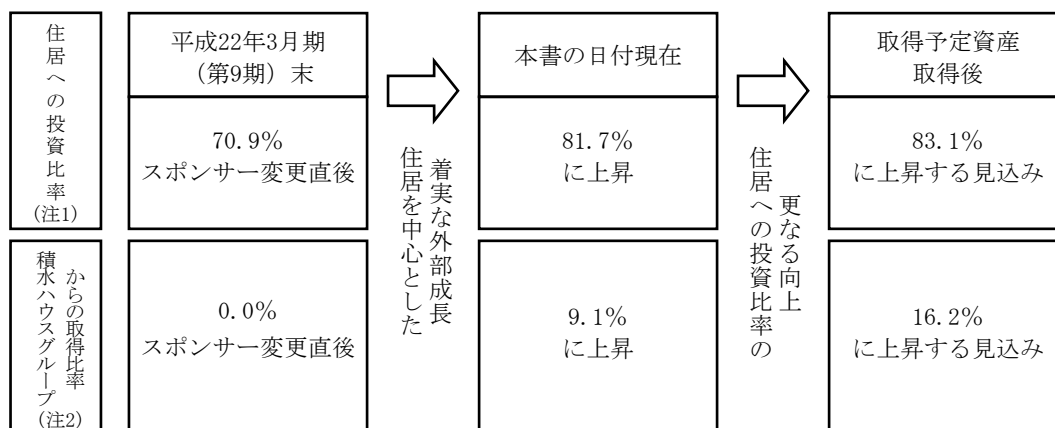 住居への投資比率
(注1)
平成22年3月期
(第9期) 末
70.9%
スポンサー変更直後
住居を中心とした
着実な外部成長
本書の日付現在
81.7%
に上昇
住居への投資比率の
更なる向上
取得予定資産
取得後
83.1%
に上昇する見込み
積水ハウスグループ
からの取得比率
(注2)
0.0%
スポンサー変更直後
9.1%
に上昇
16.2%
に上昇する見込み